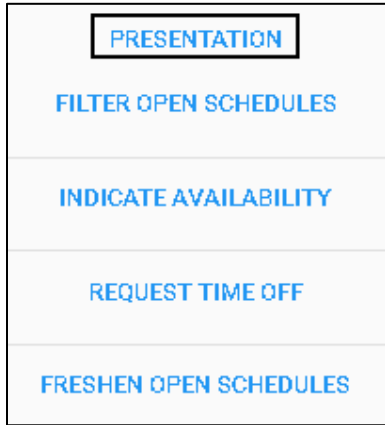 PRESENTATION
FILTER OPEN SCHEDULES
INDICATE AVAILABILITY
REQUEST TIME OFF
FRESHEN OPEN SCHEDULES